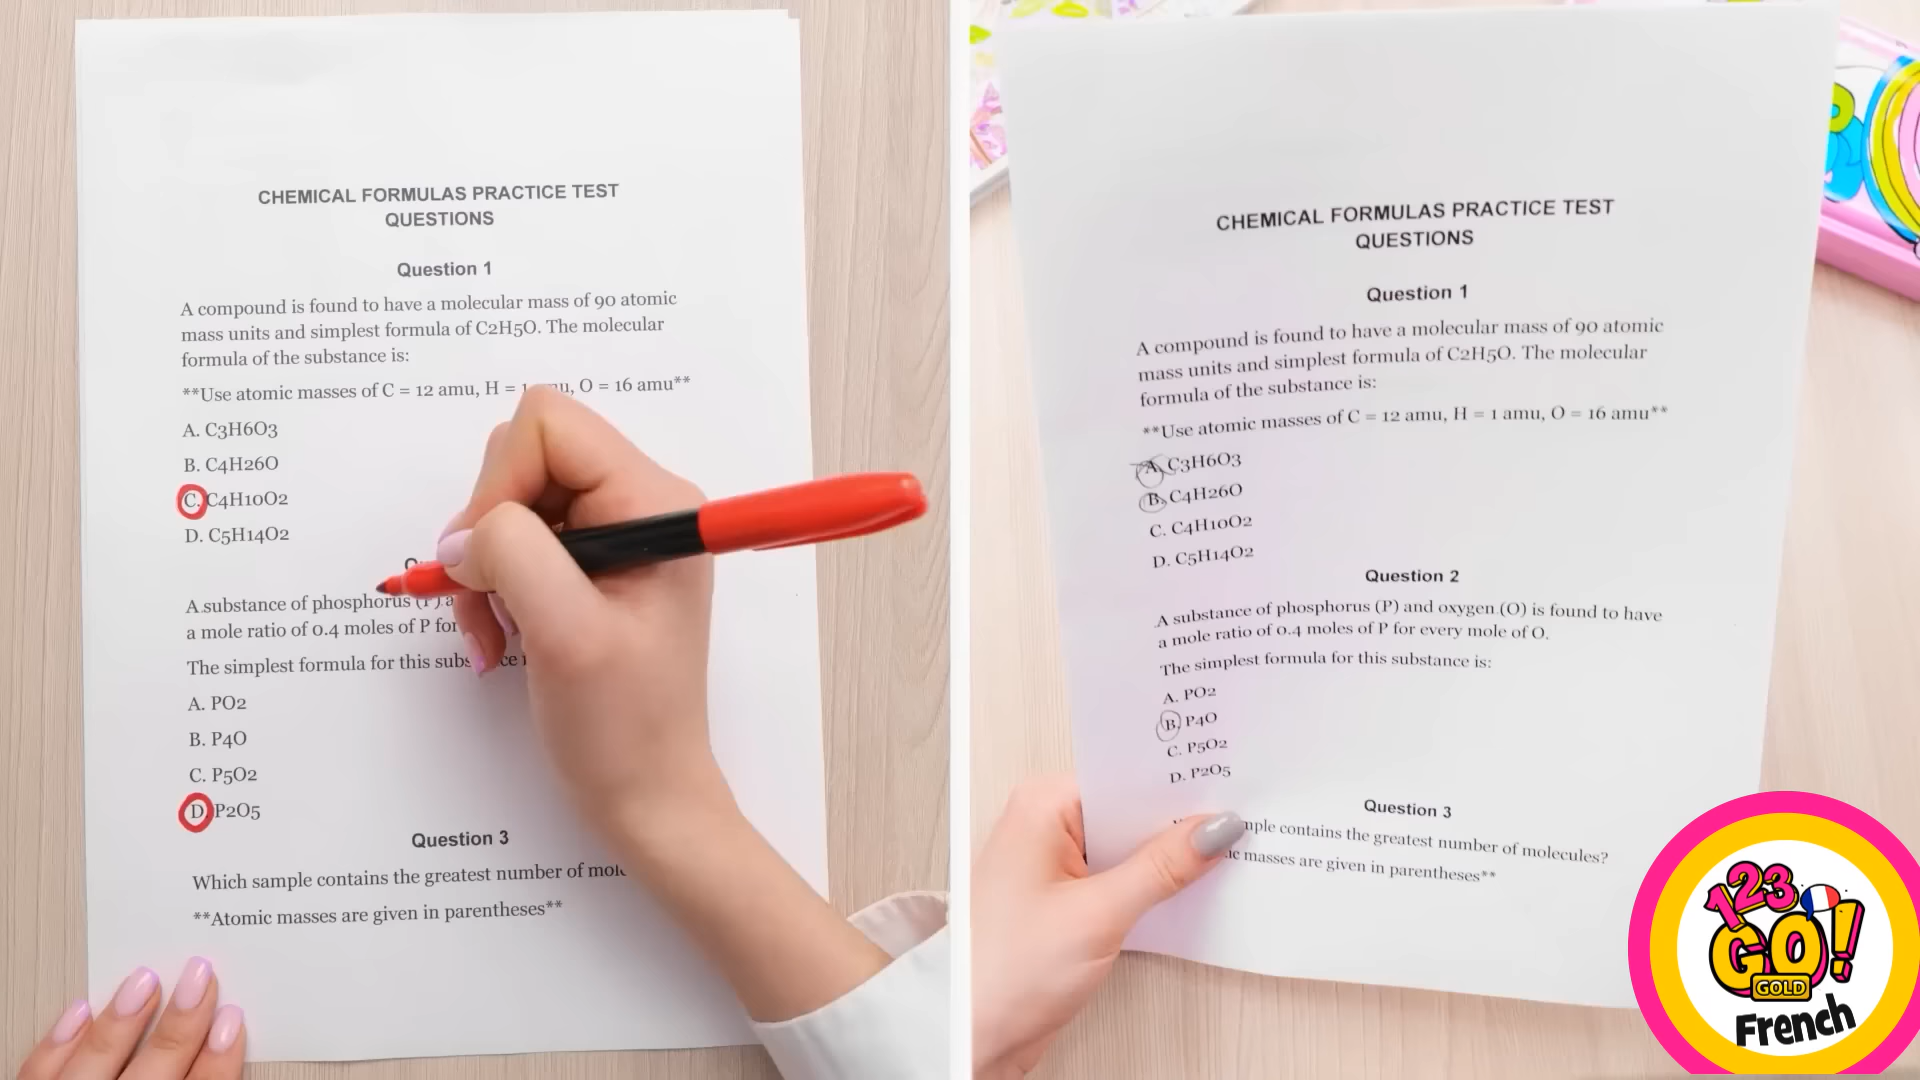 CHEMICAL FORMULAS PRACTICE TEST
QUESTIONS
Question 1
A compound is found to have a molecular mass of 90 atomic
mass units and simplest formula of C2H5O. The molecular
formula of the substance is:
**Use atomic masses of C = 12 amu, H = 1 amu, O = 16 amu**
A. C3H6O3
B. C4H26O
C. C4H10O2
D. C5H14O2
A substance of phosphorus (P) a
a mole ratio of 0.4 moles of P for
The simplest formula for this subs
A. PO2
B. P4O
C. P5O2
D. P2O5
Question 3
Which sample contains the greatest number of
**Atomic masses are given in parentheses**
CHEMICAL FORMULAS PRACTICE TEST
QUESTIONS
Question 1
A compound is found to have a molecular mass of 90 atomic
mass units and simplest formula of C2H5O. The molecular
formula of the substance is:
**Use atomic masses of C = 12 amu, H = 1 amu, O = 16 amu**
A. C3H6O3
B. C4H26O
C. C4H10O2
D. C5H14O2
Question 2
A substance of phosphorus (P) and oxygen (O) is found to have
a mole ratio of 0.4 moles of P for every mole of O.
The simplest formula for this substance is:
A. PO2
B. P4O
C. P5O2
D. P2O5
Question 3
contains the greatest number of molecules?
masses are given in parentheses**
123
GO!
GOLD
French